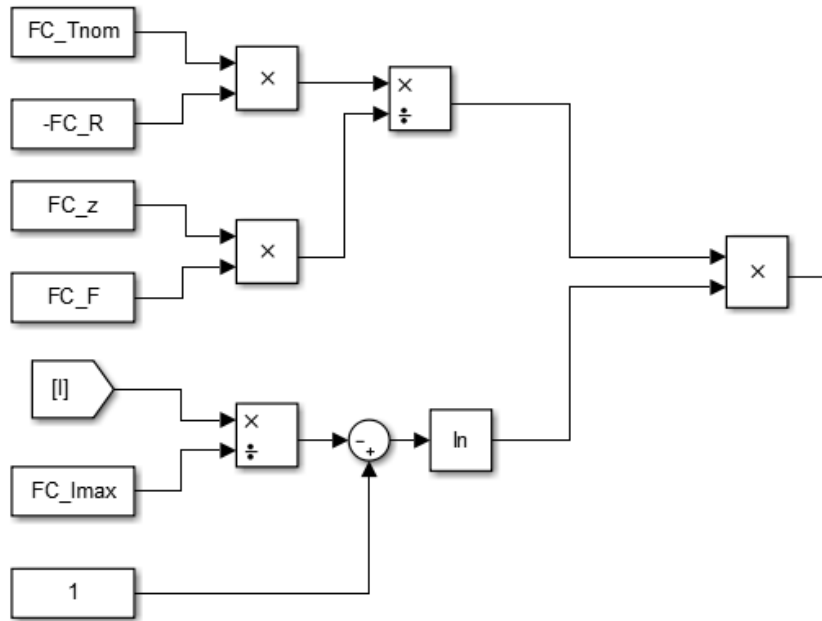 FC_Tnom
×
×
÷
-FC_R
FC_z
×
FC_F
×
[I]
×
÷
-
+
ln
FC_Imax
1